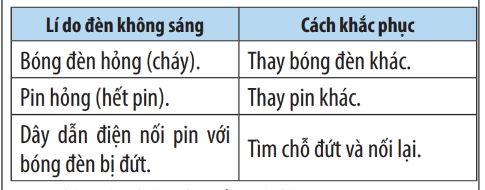 Lí do đèn không sáng Cách khắc phục
Bóng đèn hỏng (cháy). Thay bóng đèn khác.
Pin hỏng (hết pin). Thay pin khác.
Dây dẫn điện nối pin với
bóng đèn bị đứt.
Tìm chỗ đứt và nối lại.